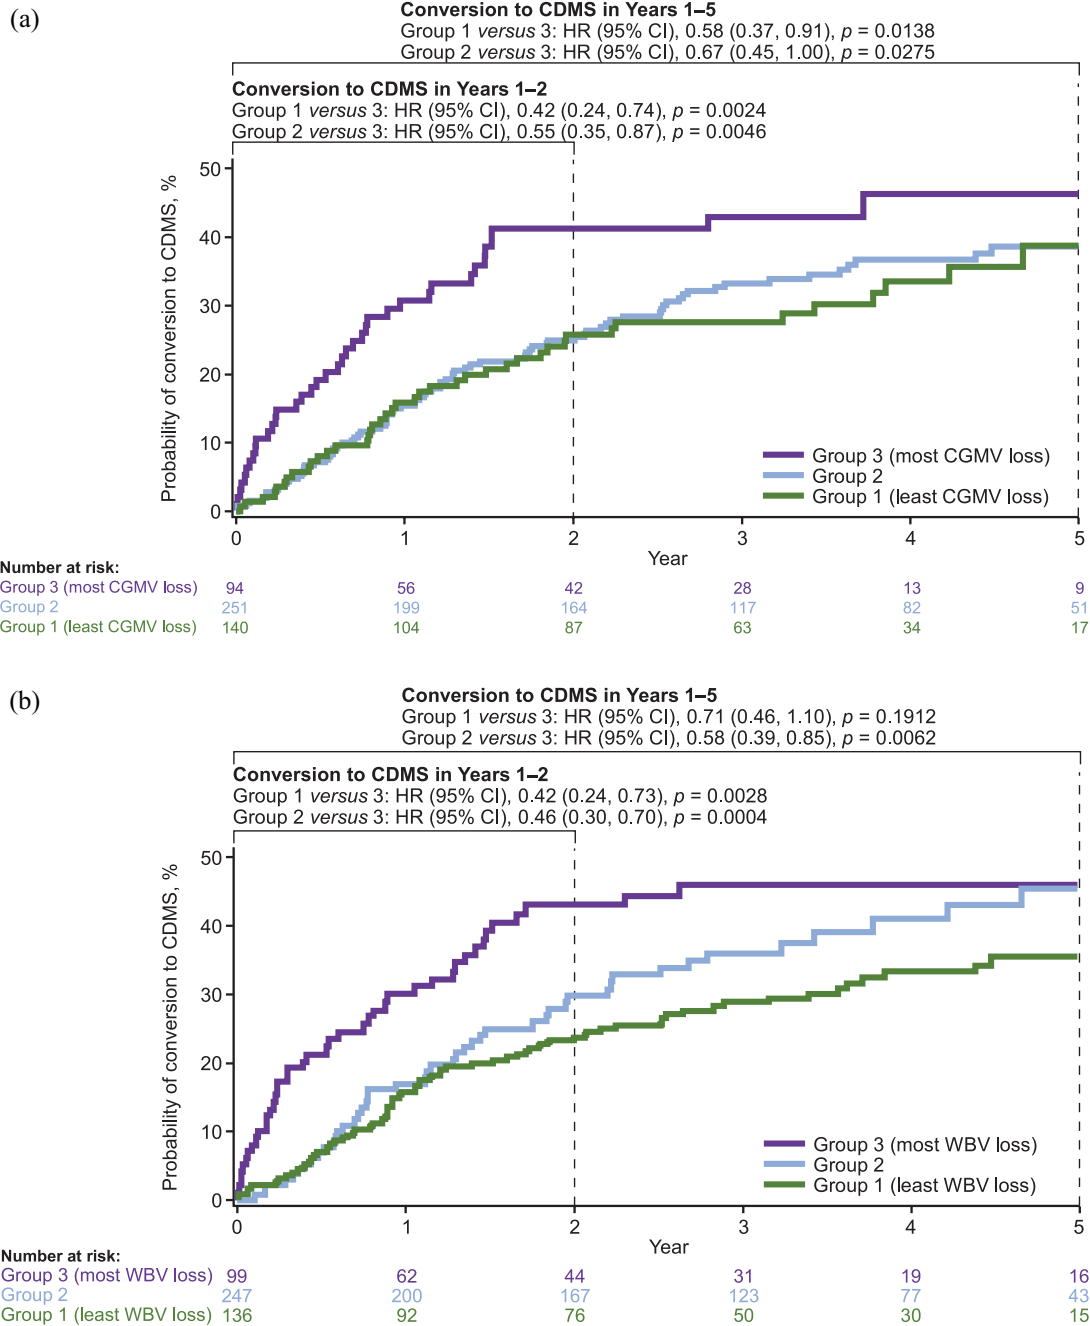 (a)
Conversion to CDMS in Years 1–5
Group 1 versus 3: HR (95% CI), 0.58 (0.37, 0.91), p = 0.0138
Group 2 versus 3: HR (95% CI), 0.67 (0.45, 1.00), p = 0.0275
Conversion to CDMS in Years 1–2
Group 1 versus 3: HR (95% CI), 0.42 (0.24, 0.74), p = 0.0024
Group 2 versus 3: HR (95% CI), 0.55 (0.35, 0.87), p = 0.0046
Probability of conversion to CDMS, %
50
40
30
20
10
0
Group 3 (most CGMV loss)
Group 2
Group 1 (least CGMV loss)
0 1 2 3 4 5
Year
Number at risk:
Group 3 (most CGMV loss) 94 56 42 28 13 9
Group 2 251 199 164 117 82 51
Group 1 (least CGMV loss) 140 104 87 63 34 17
(b)
Conversion to CDMS in Years 1–5
Group 1 versus 3: HR (95% CI), 0.71 (0.46, 1.10), p = 0.1912
Group 2 versus 3: HR (95% CI), 0.58 (0.39, 0.85), p = 0.0062
Conversion to CDMS in Years 1–2
Group 1 versus 3: HR (95% CI), 0.42 (0.24, 0.73), p = 0.0028
Group 2 versus 3: HR (95% CI), 0.46 (0.30, 0.70), p = 0.0004
Probability of conversion to CDMS, %
50
40
30
20
10
0
Group 3 (most WBV loss)
Group 2
Group 1 (least WBV loss)
0 1 2 3 4 5
Year
Number at risk:
Group 3 (most WBV loss) 99 62 44 31 19 16
Group 2 247 200 167 123 77 43
Group 1 (least WBV loss) 136 92 76 50 30 15